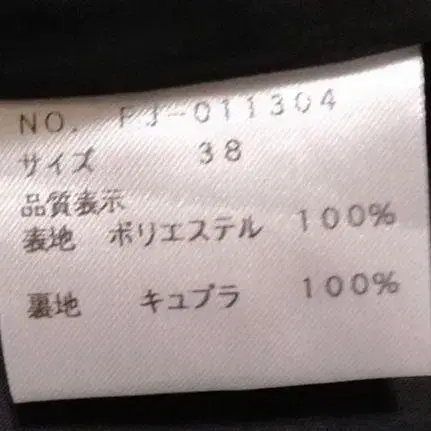 NO. FJ-011304
サイズ 38
品質表示
表地 ポリエステル 100%
裏地 キュプラ 100%